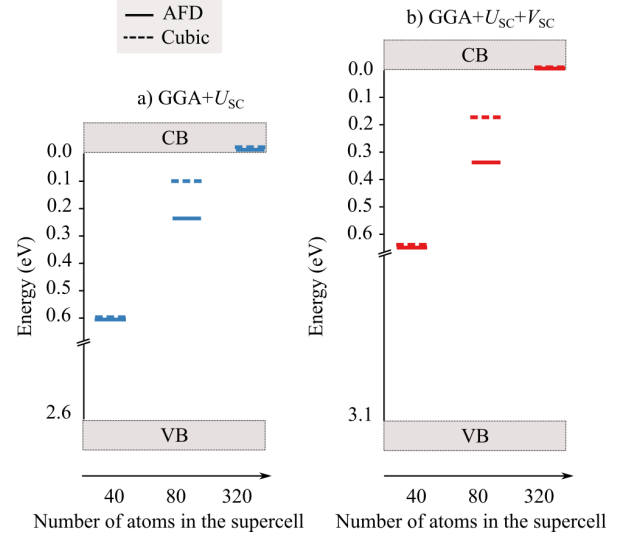 AFD
Cubic
a) GGA+U_SC
CB
0.0
0.1
0.2
0.3
0.4
0.5
0.6
2.6
VB
Energy (eV)
40 80 320
Number of atoms in the supercell
b) GGA+U_SC+V_SC
CB
0.0
0.1
0.2
0.3
0.4
0.5
0.6
3.1
VB
Energy (eV)
40 80 320
Number of atoms in the supercell